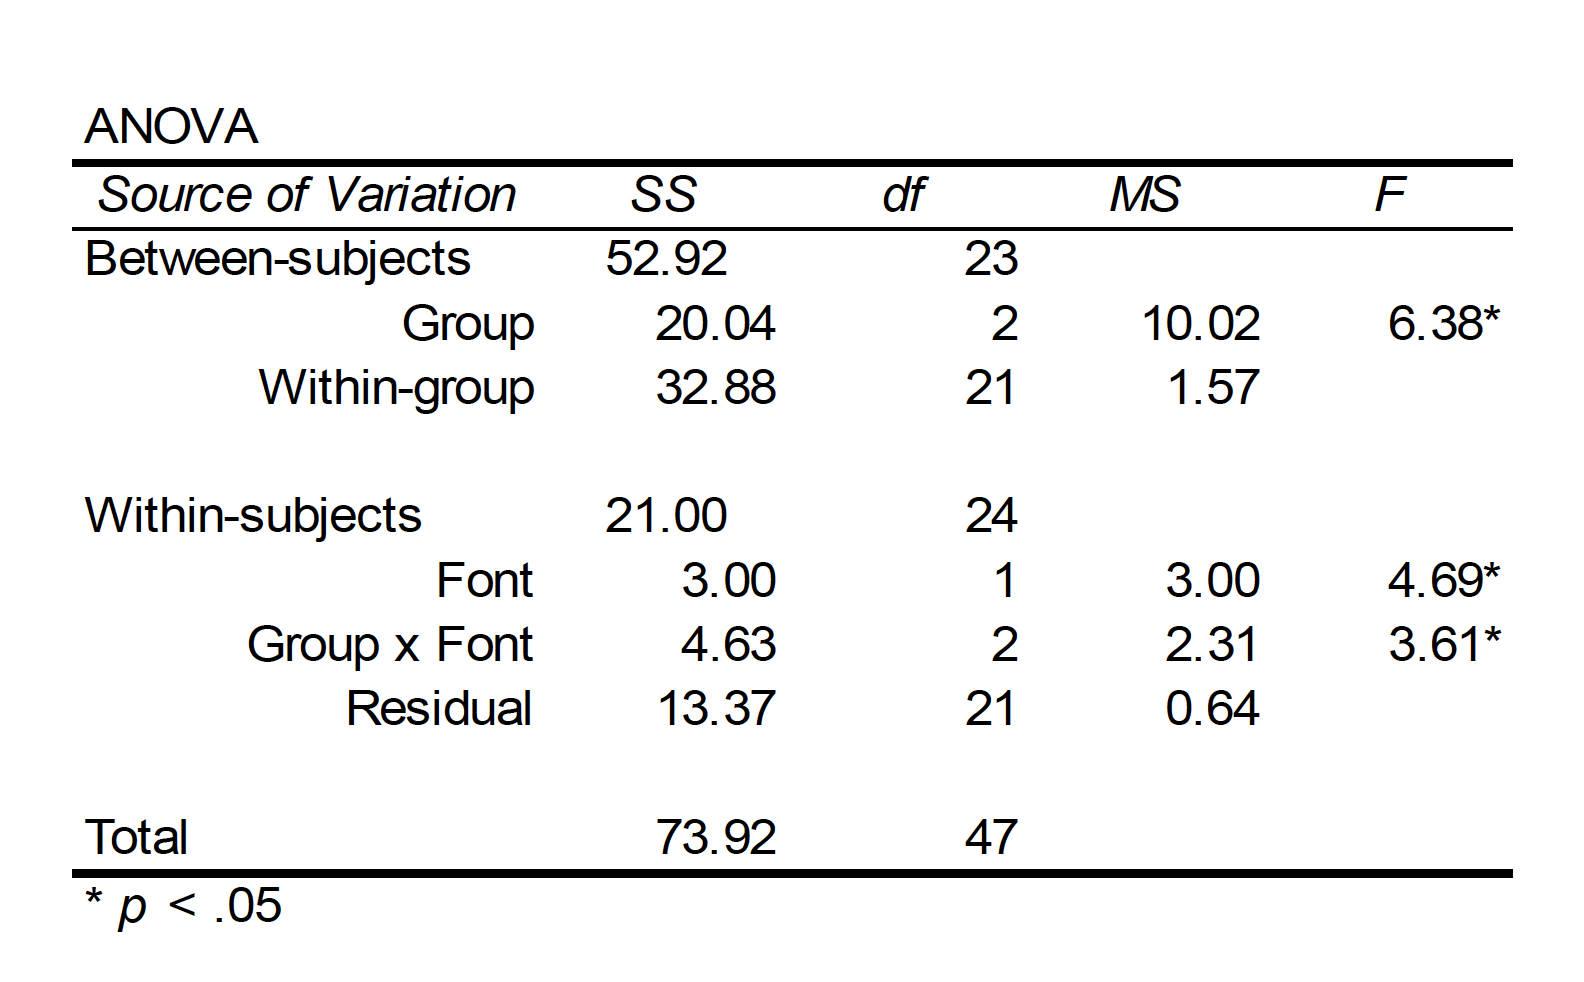 ANOVA
Source of Variation SS df MS F
Between-subjects 52.92 23
Group 20.04 2 10.02 6.38*
Within-group 32.88 21 1.57
Within-subjects 21.00 24
Font 3.00 1 3.00 4.69*
Group x Font 4.63 2 2.31 3.61*
Residual 13.37 21 0.64
Total 73.92 47
* p < .05